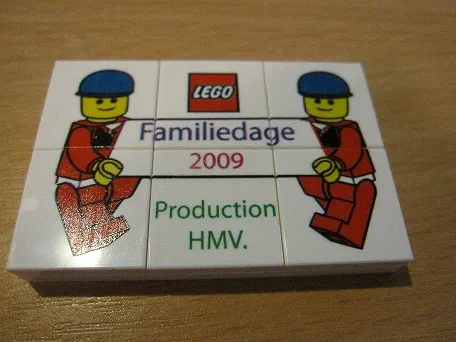 LEGO
Familiedage
2009
Production
HMV.